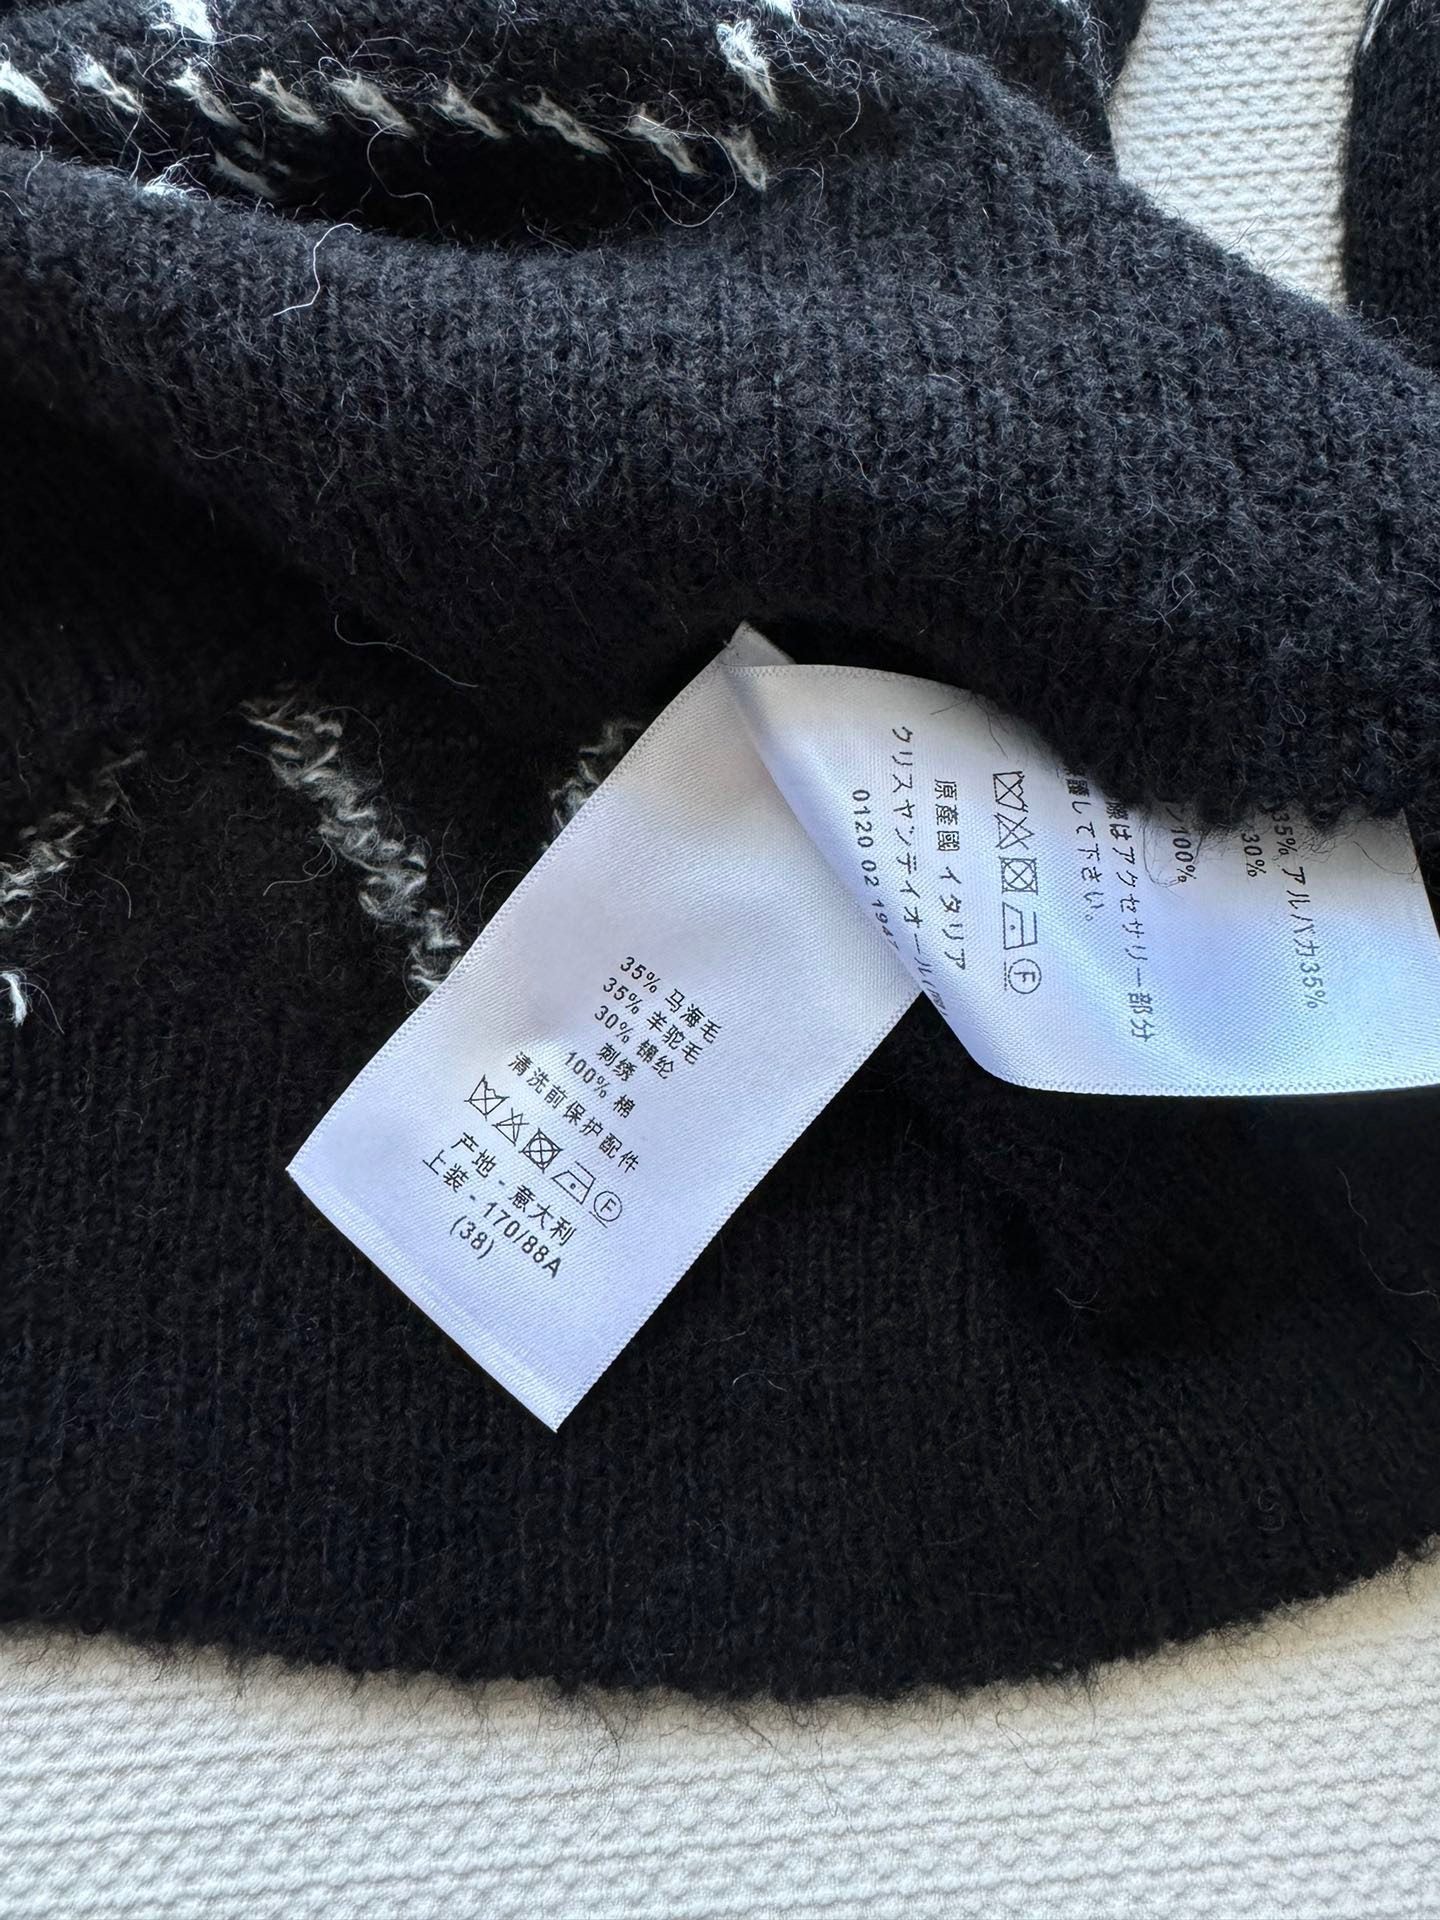 35% 马海毛
35% 羊驼毛
30% 锦纶
刺绣
100% 棉
清洗前保护配件
F
产地 - 意大利
上装 - 170/88A
(38)
35% アルパカ35%
30%
100%
はアクセサリー部分
して下さい。
F
原産國 イタリア
クリスヤンディオール
0120 02 194